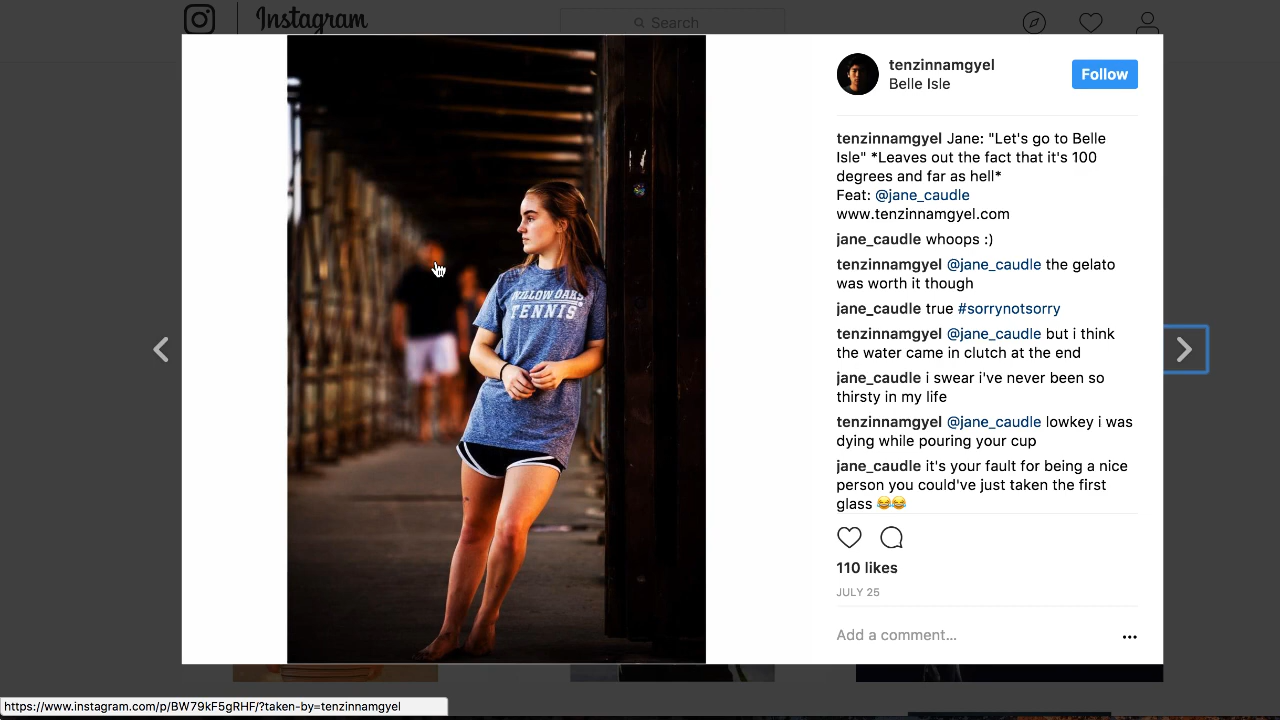 Instagram
Search
tenzinnamgyel
Belle Isle
Follow
WILLOW OAKS
TENNIS
tenzinnamgyel Jane: "Let's go to Belle
Isle" *Leaves out the fact that it's 100
degrees and far as hell*
Feat: @jane_caudle
www.tenzinnamgyel.com
jane_caudle whoops :)
tenzinnamgyel @jane_caudle the gelato
was worth it though
jane_caudle true #sorrynotsorry
tenzinnamgyel @jane_caudle but i think
the water came in clutch at the end
jane_caudle i swear i've never been so
thirsty in my life
tenzinnamgyel @jane_caudle lowkey i was
dying while pouring your cup
jane_caudle it's your fault for being a nice
person you could've just taken the first
glass 😂😂
110 likes
JULY 25
Add a comment...
https://www.instagram.com/p/BW79kF5gRHF/?taken-by=tenzinnamgyel